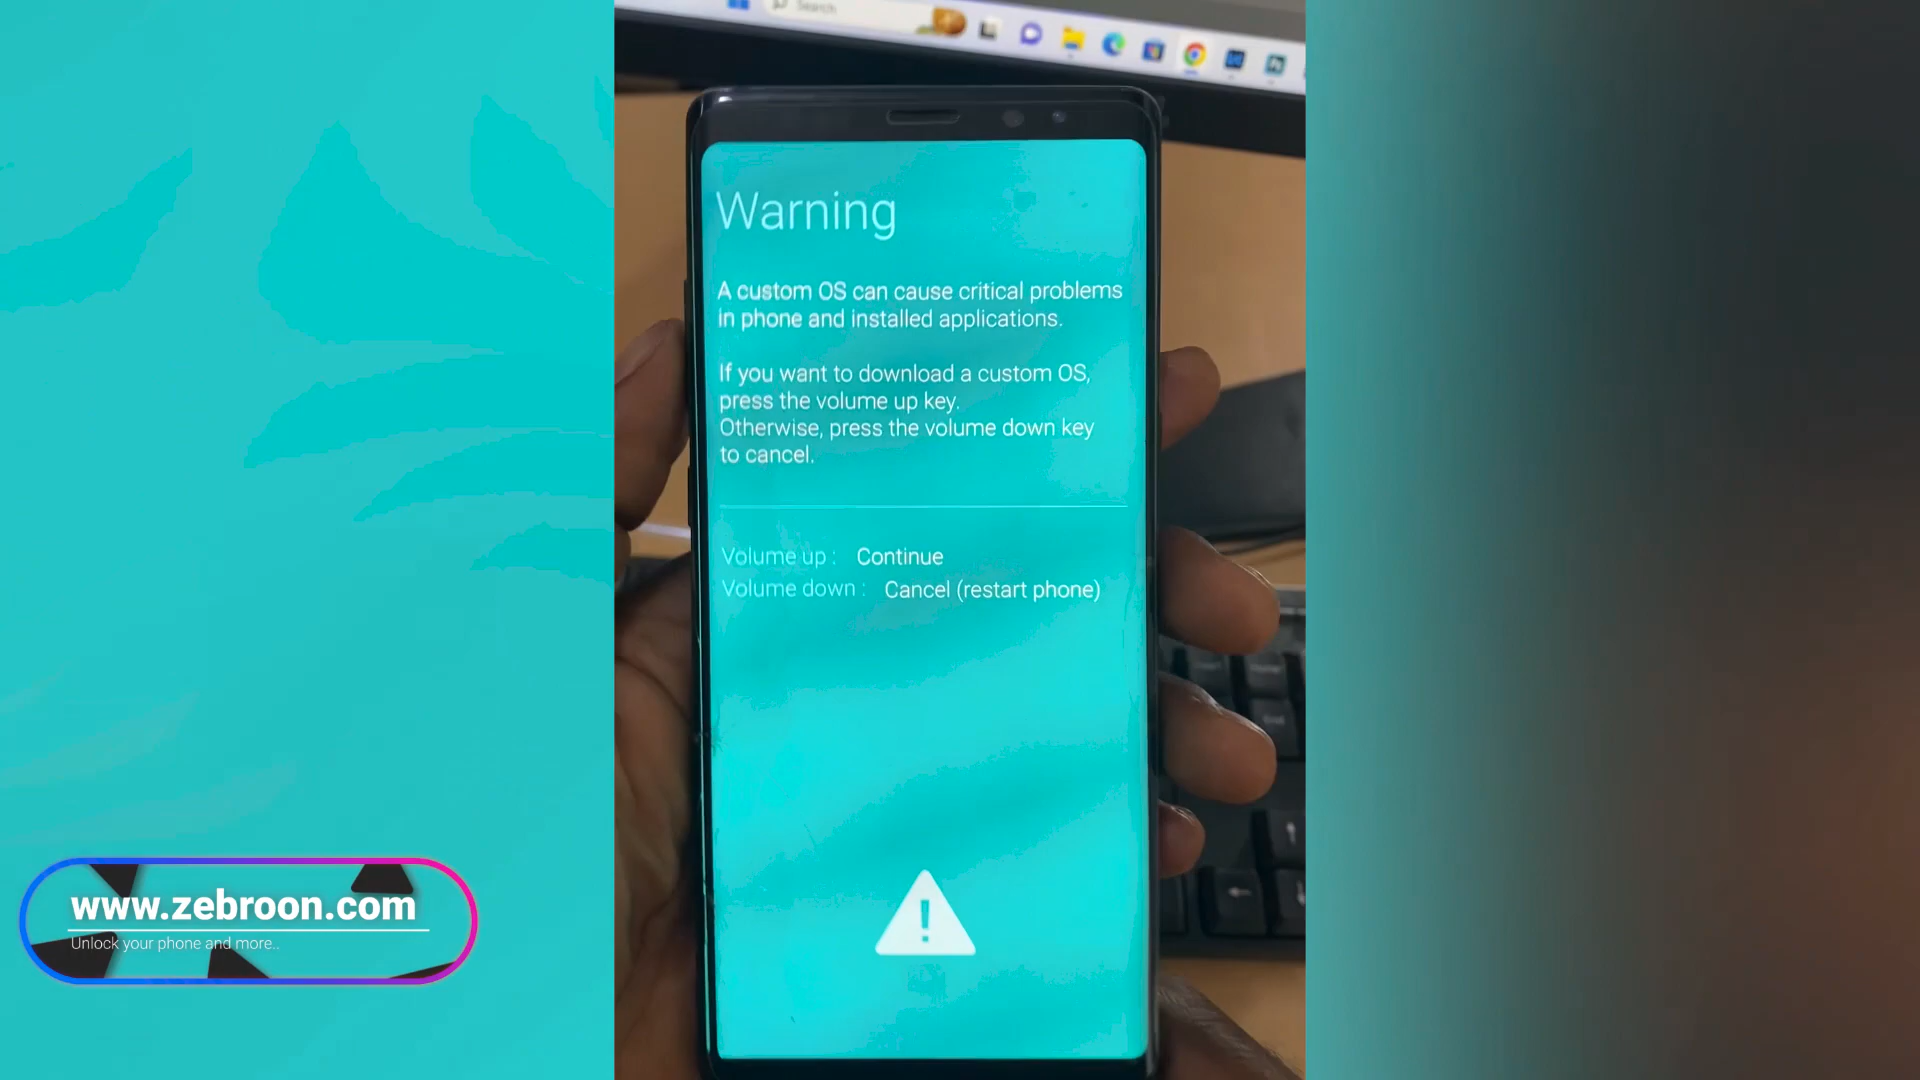 Search
Warning
A custom OS can cause critical problems
in phone and installed applications.
If you want to download a custom OS,
press the volume up key.
Otherwise, press the volume down key
to cancel.
Volume up : Continue
Volume down : Cancel (restart phone)
www.zebroon.com
Unlock your phone and more..